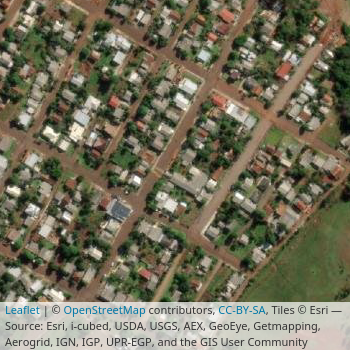 Leaflet | © OpenStreetMap contributors, CC-BY-SA, Tiles © Esri —
Source: Esri, i-cubed, USDA, USGS, AEX, GeoEye, Getmapping,
Aerogrid, IGN, IGP, UPR-EGP, and the GIS User Community